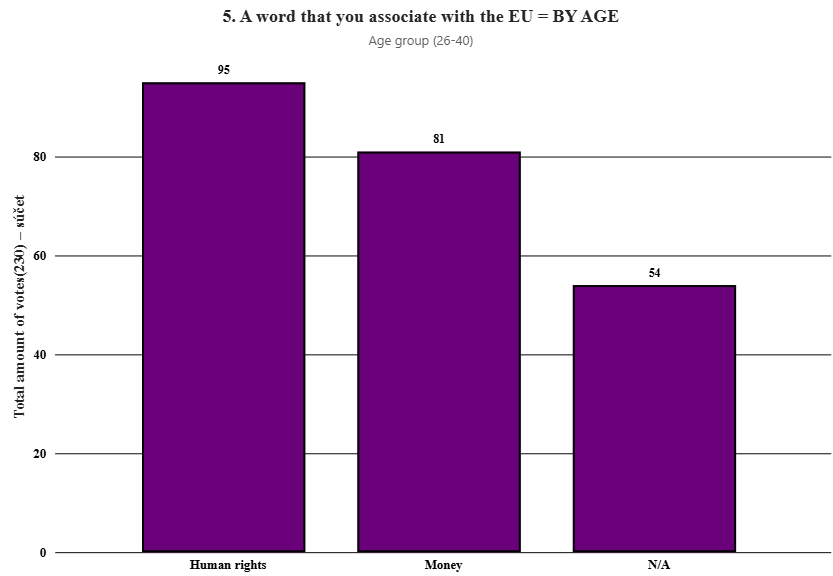 5. A word that you associate with the EU = BY AGE
Age group (26-40)
Total amount of votes(230) – súčet
80
60
40
20
0
95
81
54
Human rights
Money
N/A